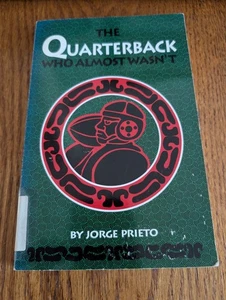 THE
QUARTERBACK
WHO ALMOST WASN'T
BY JORGE PRIETO